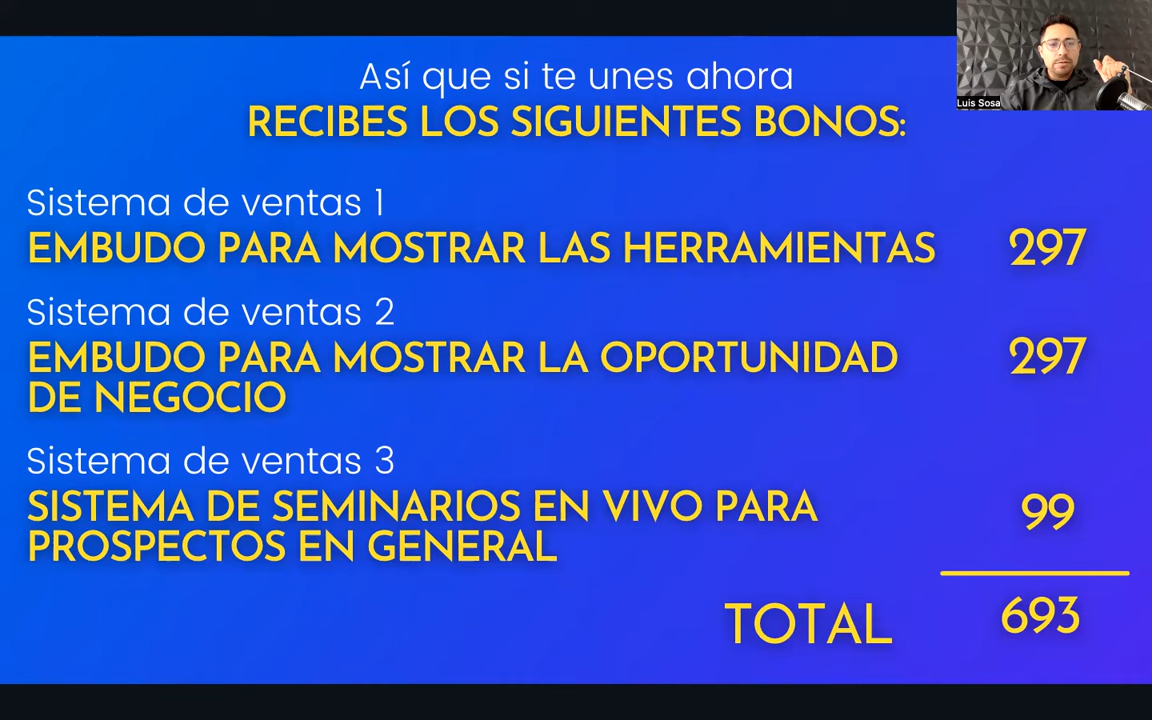 Así que si te unes ahora
RECIBES LOS SIGUIENTES BONOS:
Luis Sosa
Sistema de ventas 1
EMBUDO PARA MOSTRAR LAS HERRAMIENTAS 297
Sistema de ventas 2
EMBUDO PARA MOSTRAR LA OPORTUNIDAD 297
DE NEGOCIO
Sistema de ventas 3
SISTEMA DE SEMINARIOS EN VIVO PARA 99
PROSPECTOS EN GENERAL
TOTAL 693